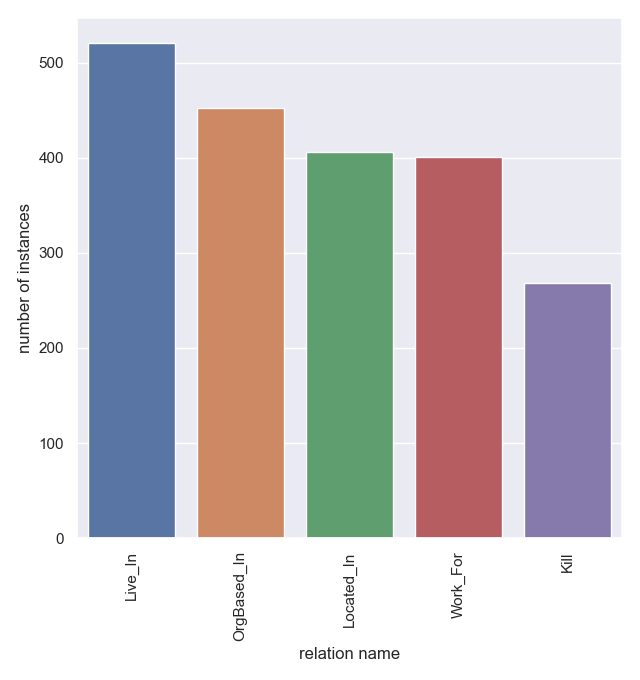 500
400
300
200
100
0
number of instances
Live_In
OrgBased_In
Located_In
Work_For
Kill
relation name